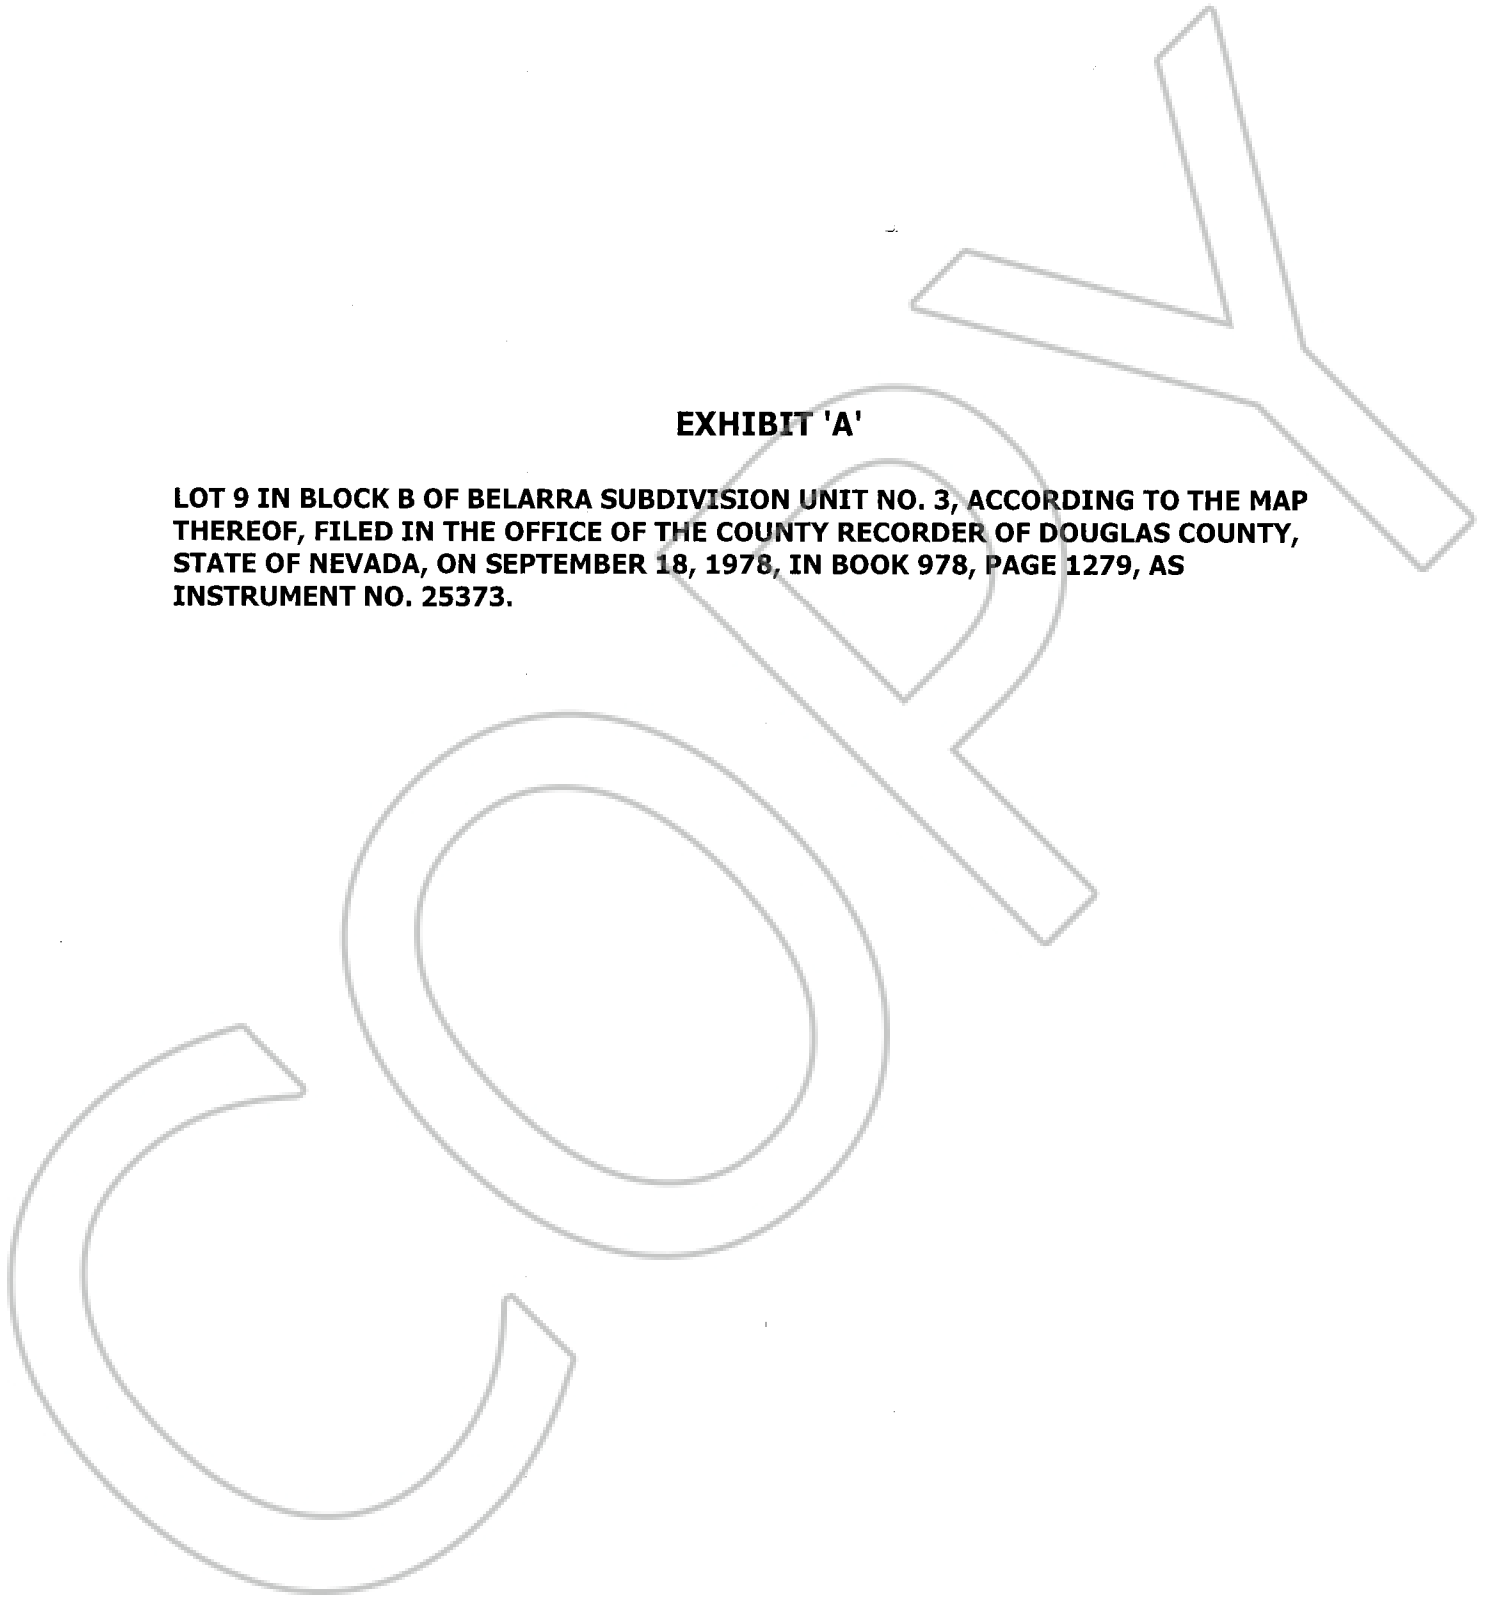 EXHIBIT 'A'
LOT 9 IN BLOCK B OF BELARRA SUBDIVISION UNIT NO. 3, ACCORDING TO THE MAP
THEREOF, FILED IN THE OFFICE OF THE COUNTY RECORDER OF DOUGLAS COUNTY,
STATE OF NEVADA, ON SEPTEMBER 18, 1978, IN BOOK 978, PAGE 1279, AS
INSTRUMENT NO. 25373.
COPY